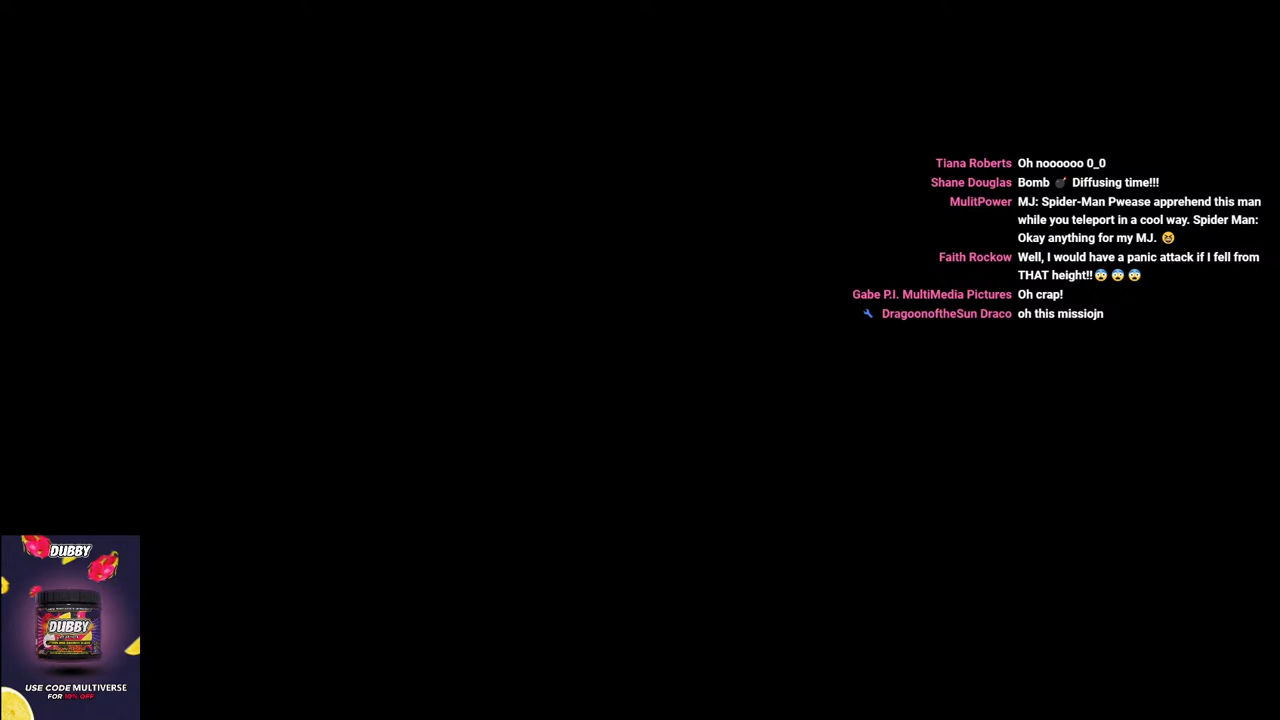 Tiana Roberts Oh noooooo 0_0
Shane Douglas Bomb 💣 Diffusing time!!!
MulitPower MJ: Spider-Man Pwease apprehend this man
while you teleport in a cool way. Spider Man:
Okay anything for my MJ. 😆
Faith Rockow Well, I would have a panic attack if I fell from
THAT height!!😨 😨 😨
Gabe P.I. MultiMedia Pictures Oh crap!
DragoonoftheSun Draco oh this missiojn
DUBBY
DUBBY
USE CODE MULTIVERSE
FOR 10% OFF